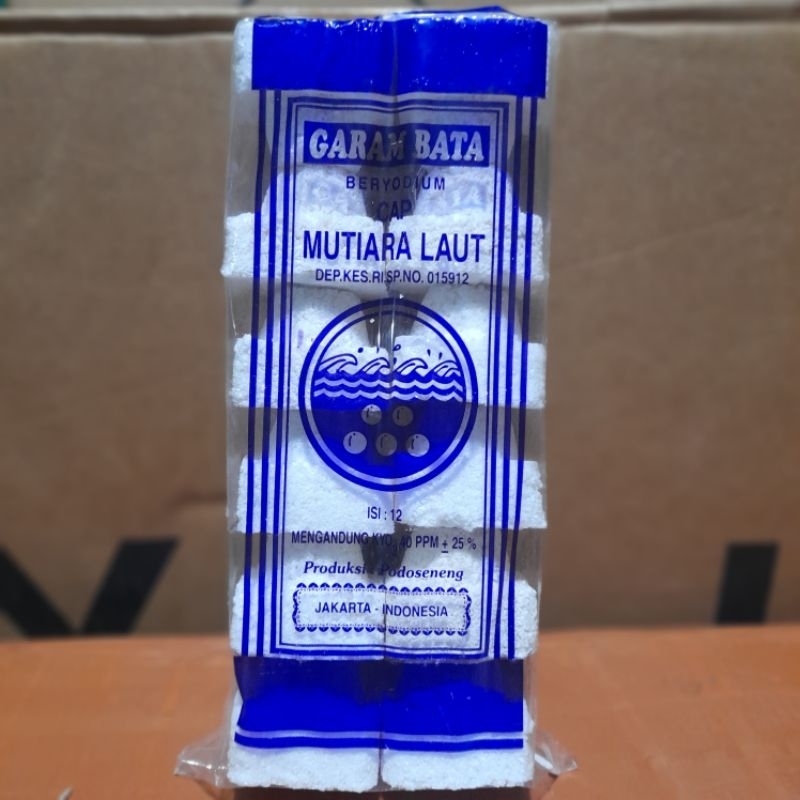 GARAM BATA
BERYODIUM
CAP
MUTIARA LAUT
DEP.KES.RI.SP.NO. 015912
ISI : 12
MENGANDUNG KYO3 40 PPM ± 25 %
Produksi : Podoseneng
JAKARTA - INDONESIA